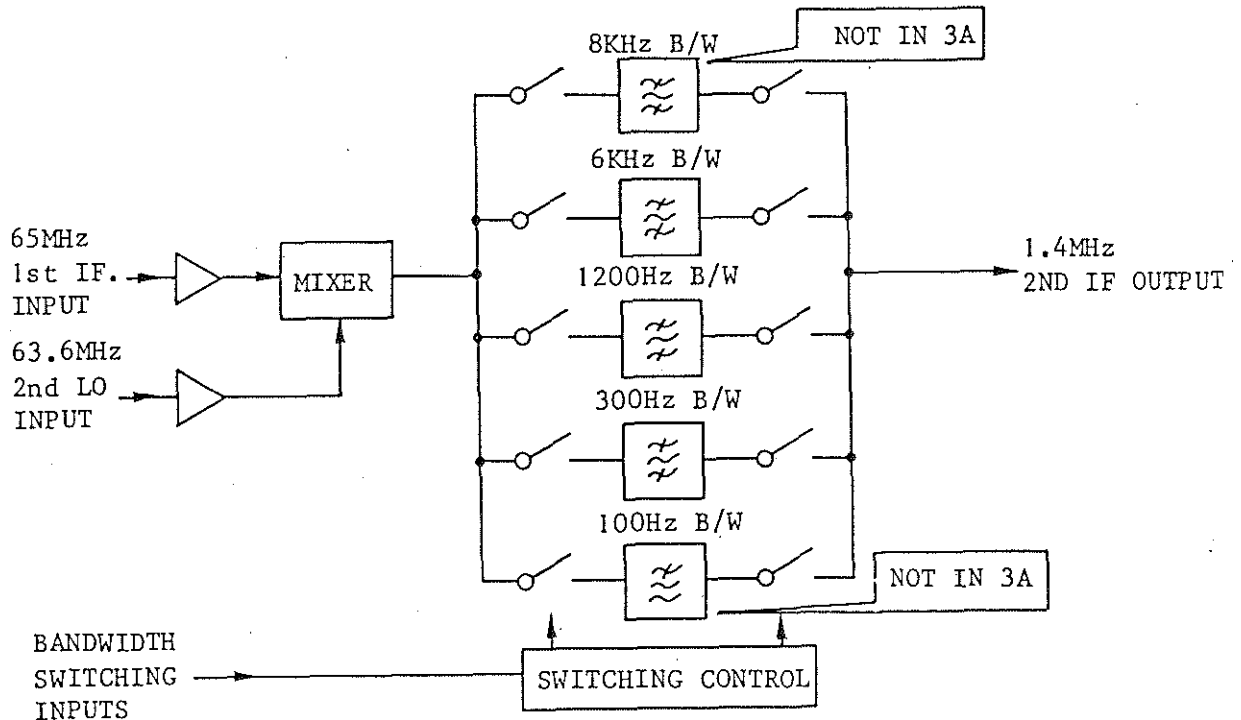 8KHz B/W
NOT IN 3A
6KHz B/W
65MHz
1st IF.
INPUT
MIXER
1200Hz B/W
1.4MHz
2ND IF OUTPUT
63.6MHz
2nd LO
INPUT
300Hz B/W
100Hz B/W
NOT IN 3A
BANDWIDTH
SWITCHING
INPUTS
SWITCHING CONTROL